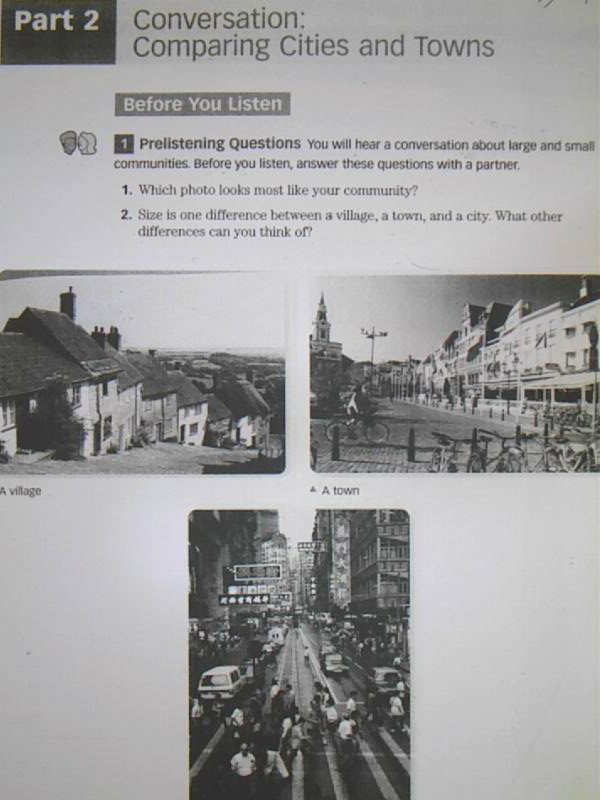 Part 2
Conversation:
Comparing Cities and Towns
Before You Listen
1 Prelistening Questions You will hear a conversation about large and small
communities. Before you listen, answer these questions with a partner.
1. Which photo looks most like your community?
2. Size is one difference between a village, a town, and a city. What other
differences can you think of?
A village
▲ A town